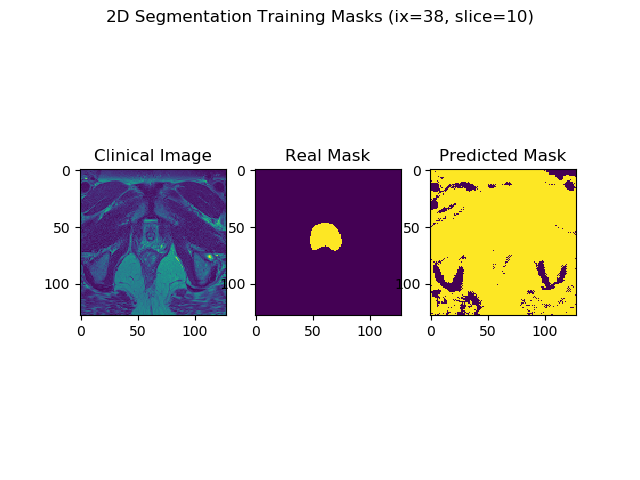 2D Segmentation Training Masks (ix=38, slice=10)
Clinical Image Real Mask Predicted Mask
0 0 0
50 50 50
100 100 100
0 50 100 0 50 100 0 50 100